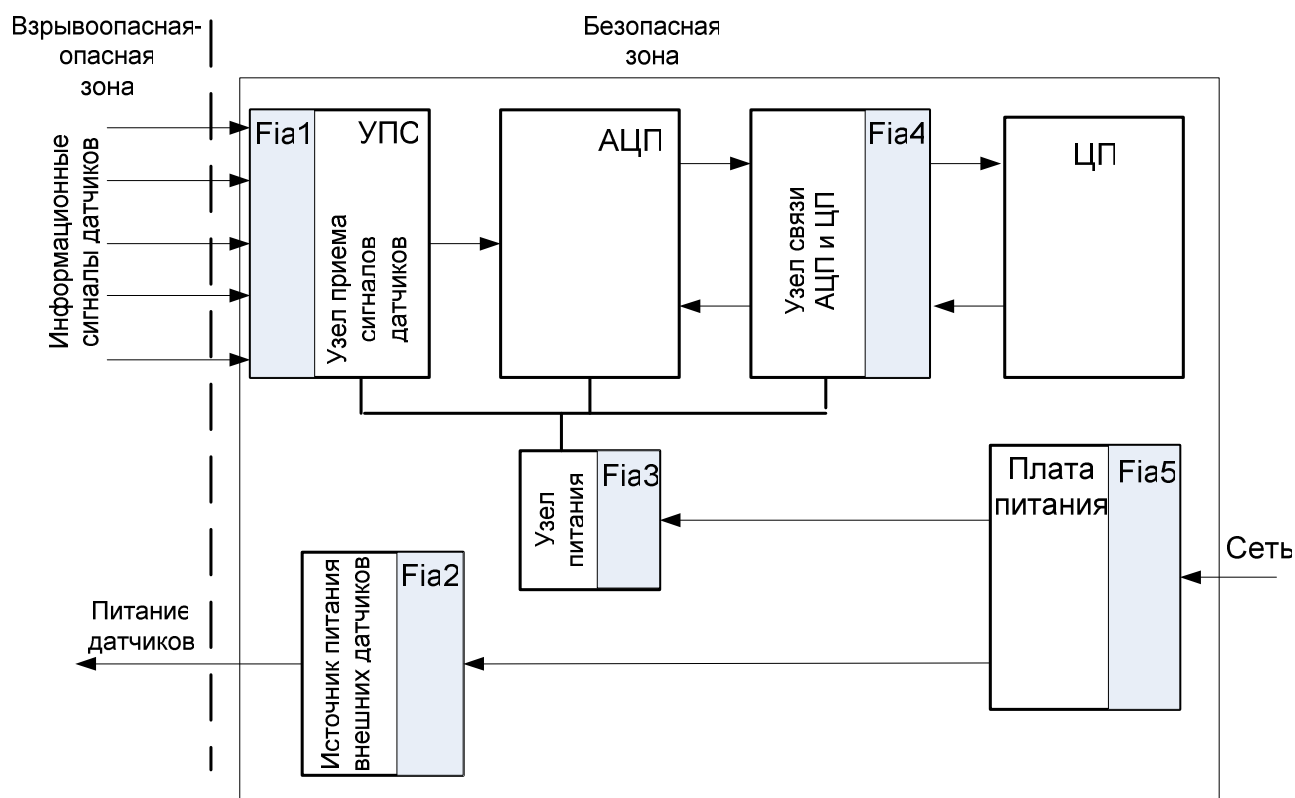 Взрывоопасная-
опасная
зона
Безопасная
зона
Информационные
сигналы датчиков
Fia1
УПС
Узел приема
сигналов
датчиков
АЦП
Узел связи
АЦП и ЦП
Fia4
ЦП
Узел
питания
Fia3
Плата
питания
Fia5
Сеть
Питание
датчиков
Источник питания
внешних датчиков
Fia2